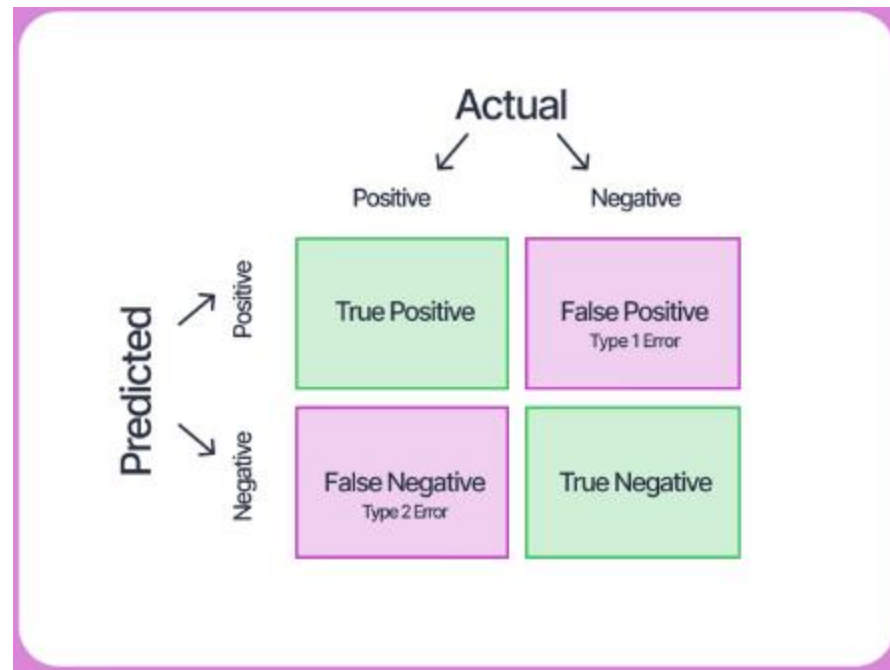 Actual
Positive
Negative
Predicted
Positive
True Positive
False Positive
Type 1 Error
Negative
False Negative
Type 2 Error
True Negative